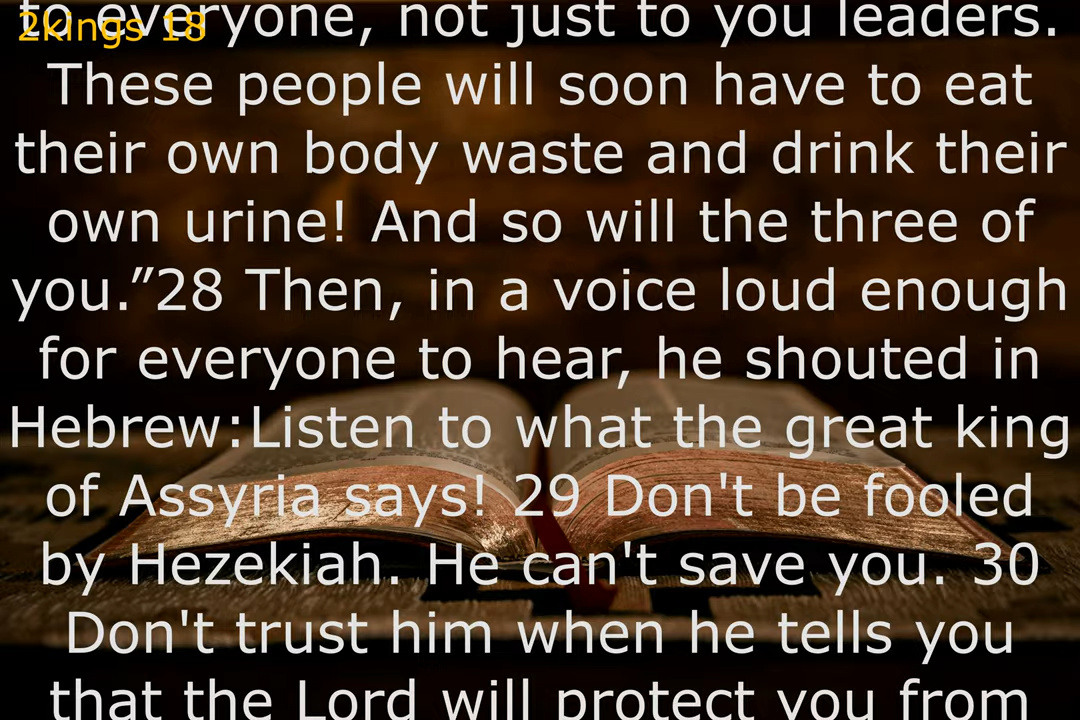 to everyone, not just to you leaders.
2kings 18
These people will soon have to eat
their own body waste and drink their
own urine! And so will the three of
you.”28 Then, in a voice loud enough
for everyone to hear, he shouted in
Hebrew:Listen to what the great king
of Assyria says! 29 Don't be fooled
by Hezekiah. He can't save you. 30
Don't trust him when he tells you
that the Lord will protect you from